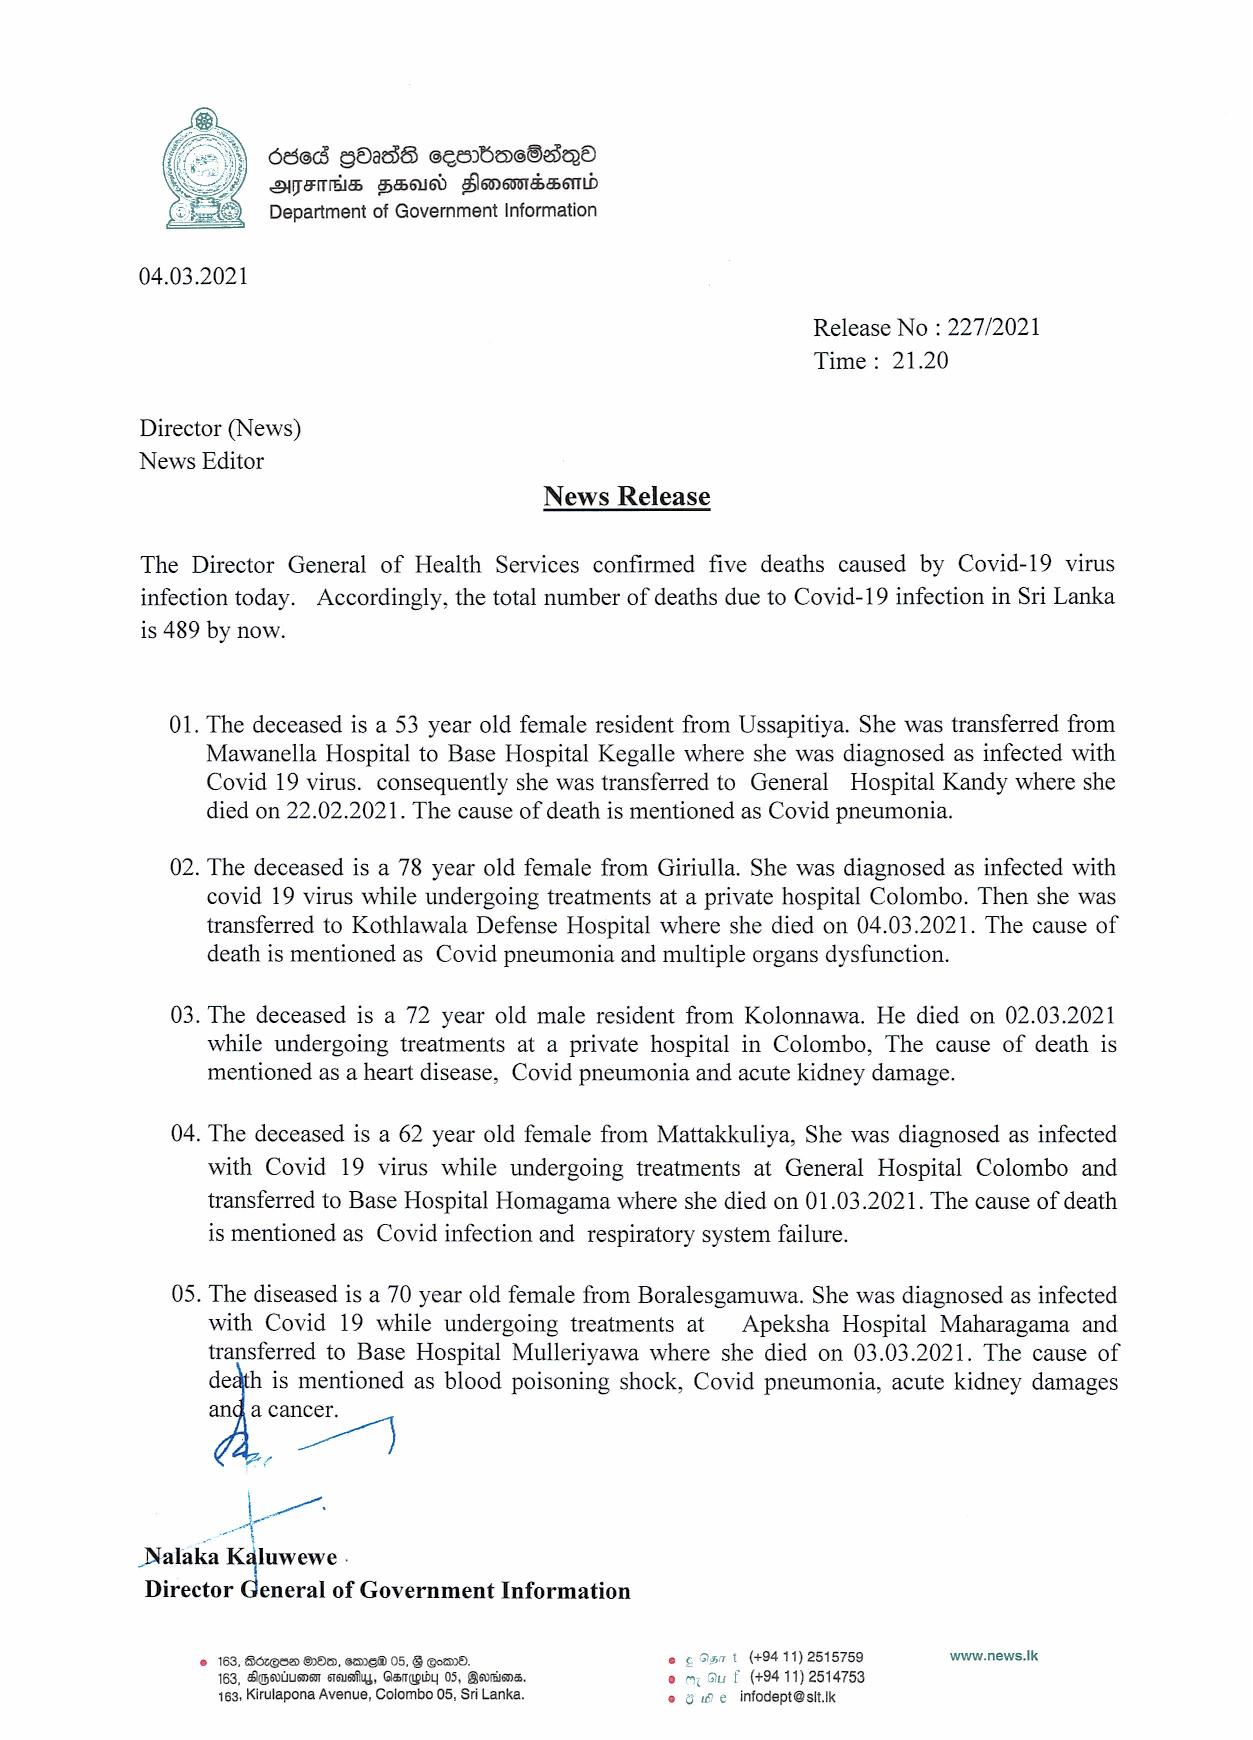 රජයේ ප්‍රවෘත්ති දෙපාර්තමේන්තුව
அரசாங்க தகவல் திணைக்களம்
Department of Government Information
04.03.2021
Release No : 227/2021
Time : 21.20
Director (News)
News Editor
News Release
The Director General of Health Services confirmed five deaths caused by Covid-19 virus
infection today. Accordingly, the total number of deaths due to Covid-19 infection in Sri Lanka
is 489 by now.
01. The deceased is a 53 year old female resident from Ussapitiya. She was transferred from
Mawanella Hospital to Base Hospital Kegalle where she was diagnosed as infected with
Covid 19 virus. consequently she was transferred to General Hospital Kandy where she
died on 22.02.2021. The cause of death is mentioned as Covid pneumonia.
02. The deceased is a 78 year old female from Giriulla. She was diagnosed as infected with
covid 19 virus while undergoing treatments at a private hospital Colombo. Then she was
transferred to Kothlawala Defense Hospital where she died on 04.03.2021. The cause of
death is mentioned as Covid pneumonia and multiple organs dysfunction.
03. The deceased is a 72 year old male resident from Kolonnawa. He died on 02.03.2021
while undergoing treatments at a private hospital in Colombo, The cause of death is
mentioned as a heart disease, Covid pneumonia and acute kidney damage.
04. The deceased is a 62 year old female from Mattakkuliya, She was diagnosed as infected
with Covid 19 virus while undergoing treatments at General Hospital Colombo and
transferred to Base Hospital Homagama where she died on 01.03.2021. The cause of death
is mentioned as Covid infection and respiratory system failure.
05. The diseased is a 70 year old female from Boralesgamuwa. She was diagnosed as infected
with Covid 19 while undergoing treatments at Apeksha Hospital Maharagama and
transferred to Base Hospital Mulleriyawa where she died on 03.03.2021. The cause of
death is mentioned as blood poisoning shock, Covid pneumonia, acute kidney damages
and a cancer.
Nalaka Kaluwewe
Director General of Government Information
163, කිරුලපන මාවත, කොළඹ 05, ශ්‍රී ලංකාව.
163, கிருலப்பனை எவனியூ, கொழும்பு 05, இலங்கை.
163, Kirulapona Avenue, Colombo 05, Sri Lanka.
දු தொ t (+94 11) 2515759
ෆැ பெ f (+94 11) 2514753
ඊ மி e infodept@slt.lk
www.news.lk